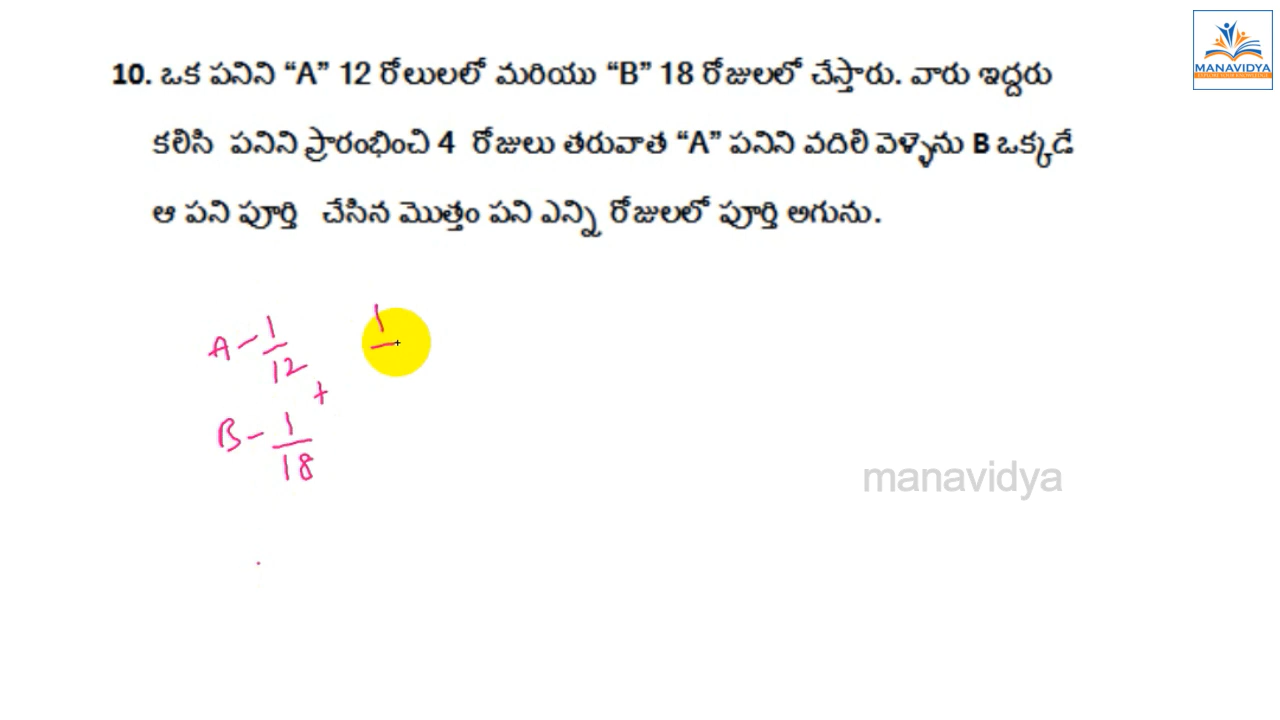 MANAVIDYA
10. ఒక పనిని “A” 12 రోలులలో మరియు “B” 18 రోజులలో చేస్తారు. వారు ఇద్దరు
కలిసి పనిని ప్రారంభించి 4 రోజులు తరువాత “A” పనిని వదిలి వెళ్ళెను B ఒక్కడే
ఆ పని పూర్తి చేసిన మొత్తం పని ఎన్ని రోజులలో పూర్తి అగును.
A - 1/12 1
+
B - 1/18
manavidya